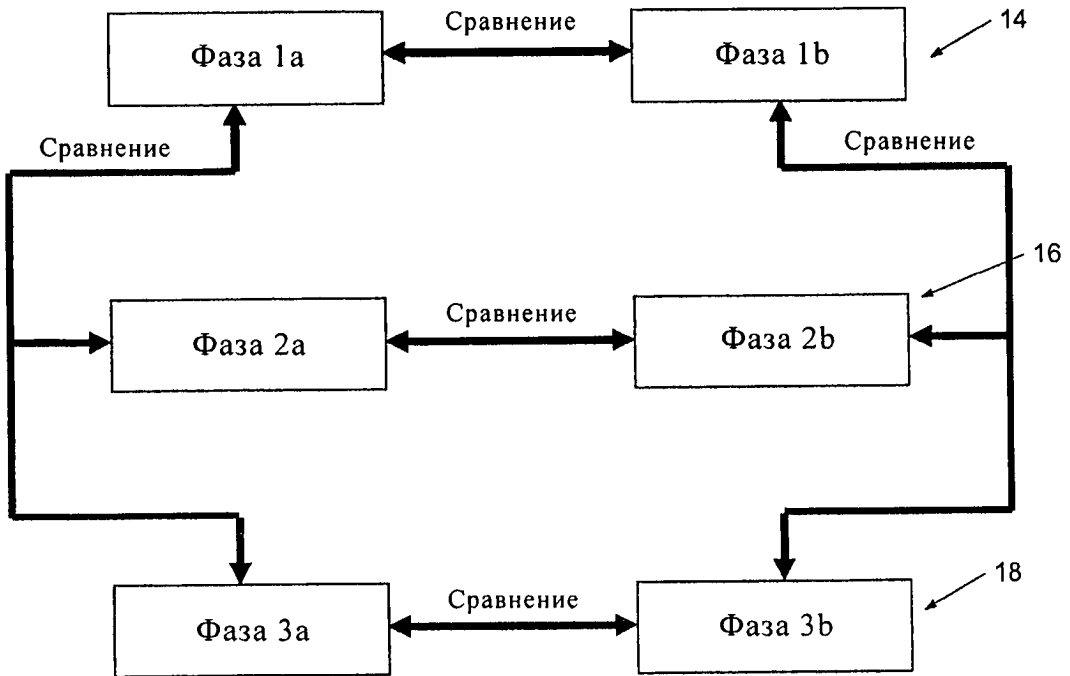 Сравнение
Фаза 1a
Фаза 1b
14
Сравнение
Сравнение
16
Сравнение
Фаза 2a
Фаза 2b
18
Сравнение
Фаза 3a
Фаза 3b